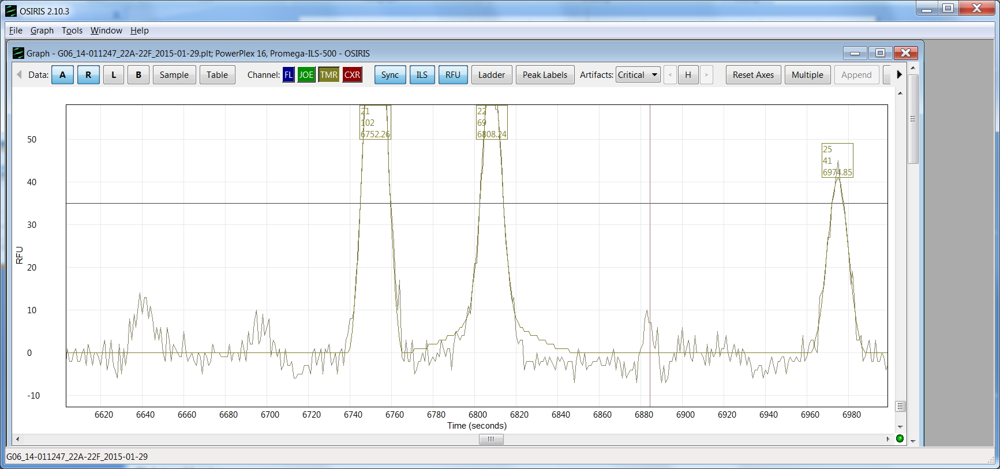 OSIRIS 2.10.3
File Graph Tools Window Help
Graph - G06_14-011247_22A-22F_2015-01-29.plt; PowerPlex 16, Promega-ILS-500 - OSIRIS
Data: A R L B Sample Table Channel: FL JOE TMR CXR Sync ILS RFU Ladder Peak Labels Artifacts: Critical < H > Reset Axes Multiple Append
21
102
6752.26
22
69
6808.24
25
41
6974.85
50
40
30
20
10
0
-10
RFU
6620 6640 6660 6680 6700 6720 6740 6760 6780 6800 6820 6840 6860 6880 6900 6920 6940 6960 6980
Time (seconds)
G06_14-011247_22A-22F_2015-01-29